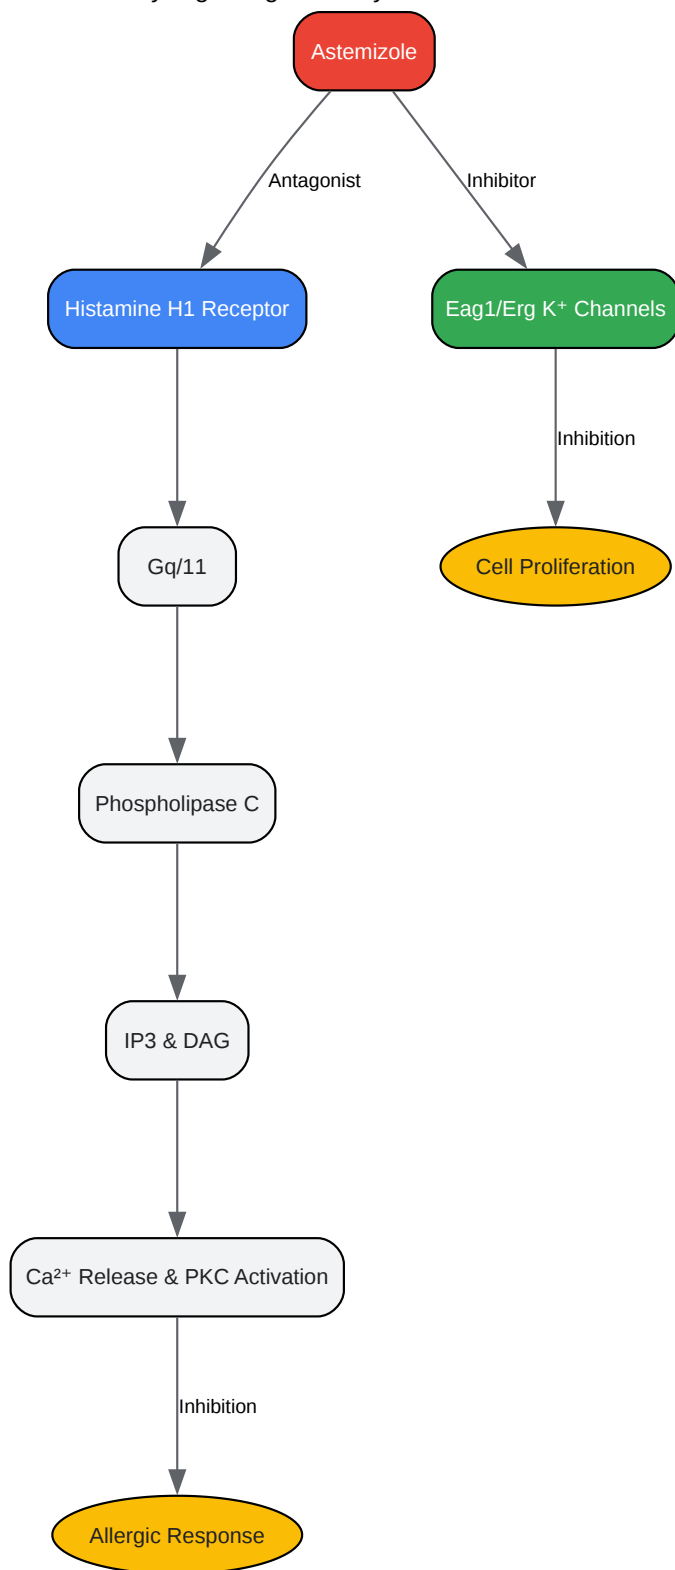 Astemizole
Antagonist
Inhibitor
Histamine H1 Receptor
Eag1/Erg K⁺ Channels
Inhibition
Gq/11
Cell Proliferation
Phospholipase C
IP3 & DAG
Ca²⁺ Release & PKC Activation
Inhibition
Allergic Response